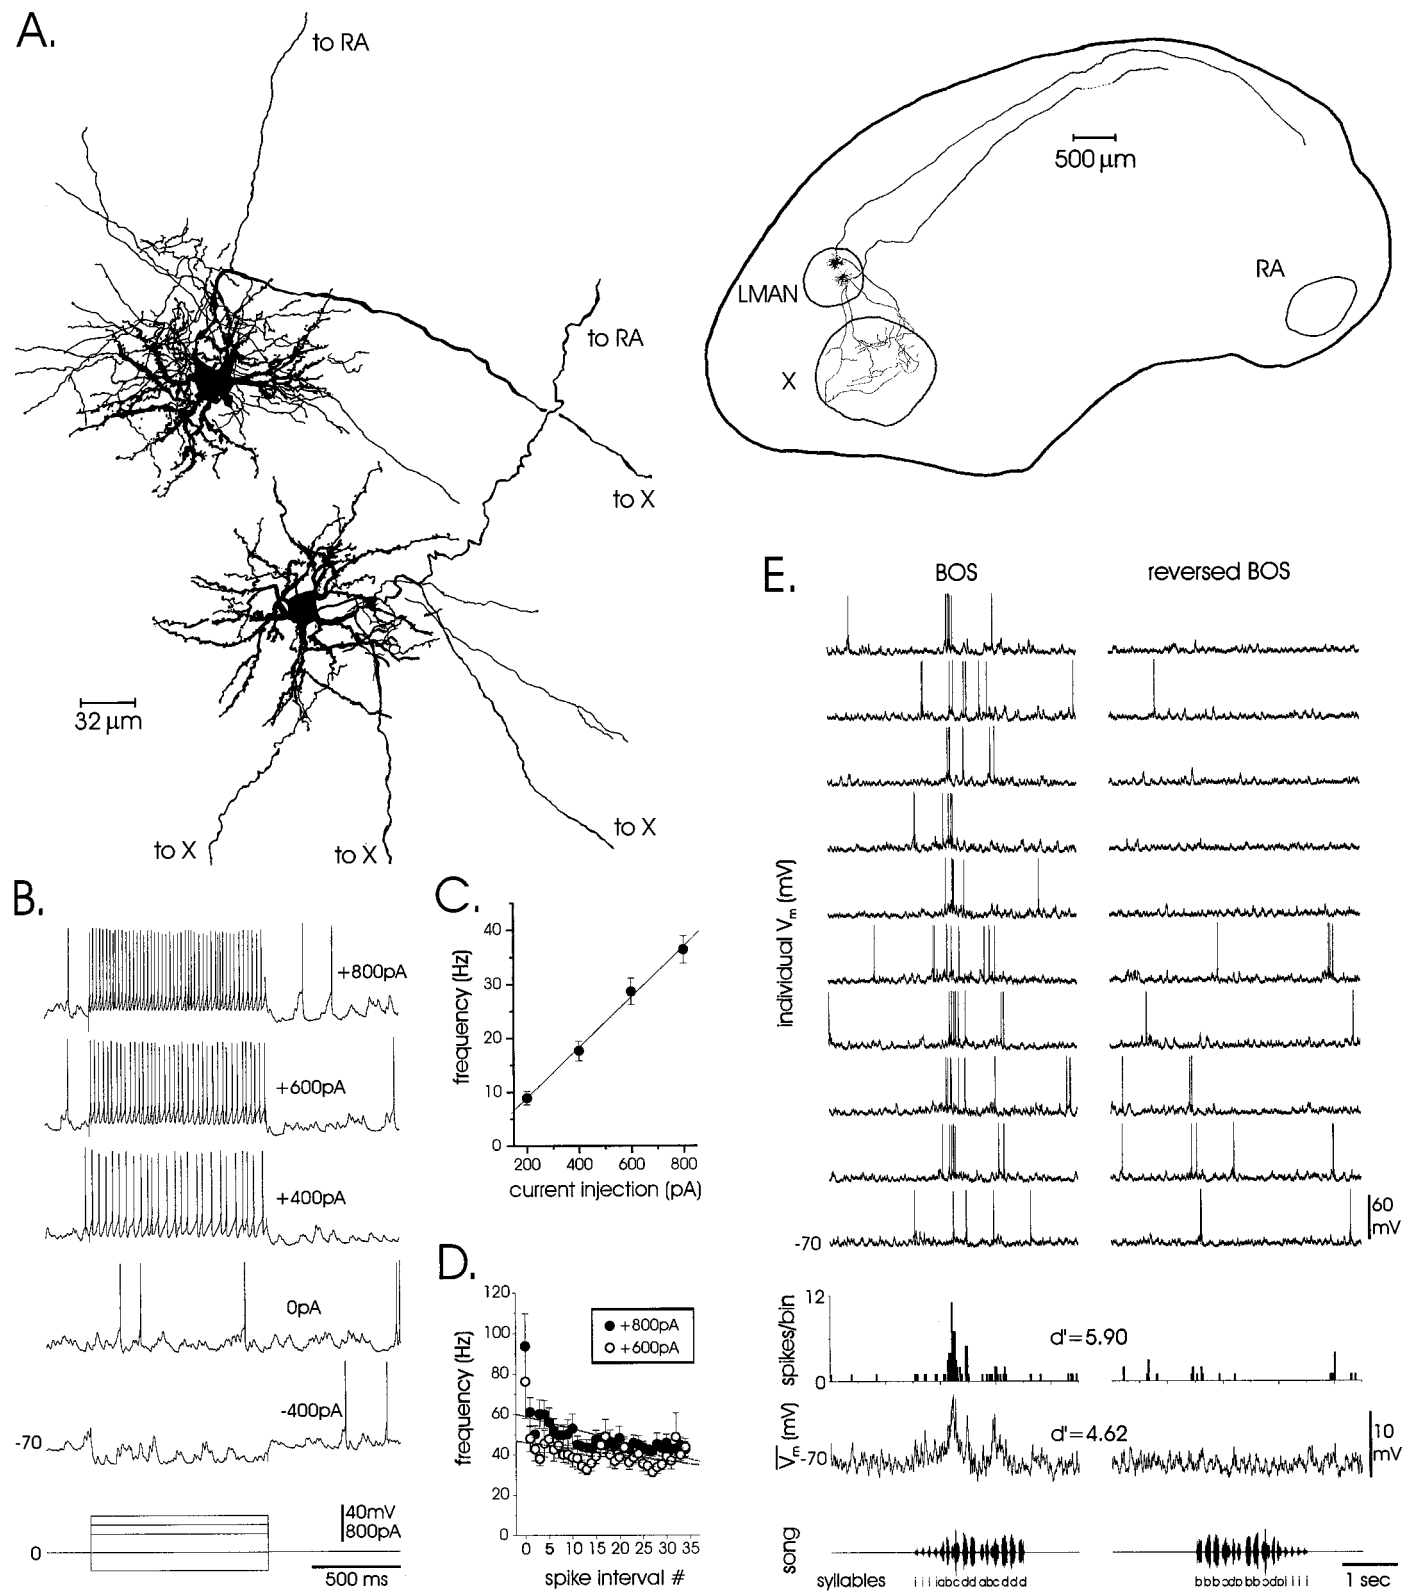 A.
to RA
to RA
to X
32 μm
to X
to X
to X
500 μm
LMAN
X
RA
B.
+800pA
+600pA
+400pA
0pA
-400pA
-70
40mV
800pA
0
500 ms
C.
frequency (Hz)
40
30
20
10
0
200 400 600 800
current injection (pA)
D.
frequency (Hz)
120
100
80
60
40
20
0
+800pA
+600pA
0 5 10 15 20 25 30 35
spike interval #
E.
BOS reversed BOS
individual Vm (mV)
-70
60
mV
spikes/bin
12
0
d'=5.90
Vm (mV)
-70
d'=4.62
10
mV
song
syllables i i i iabc dd abc d d d
1 sec